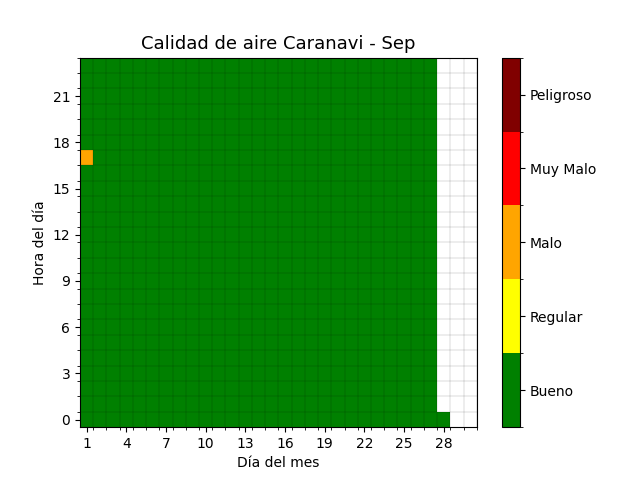 Calidad de aire Caranavi - Sep
Hora del día
21
18
15
12
9
6
3
0
1 4 7 10 13 16 19 22 25 28
Día del mes
Peligroso
Muy Malo
Malo
Regular
Bueno